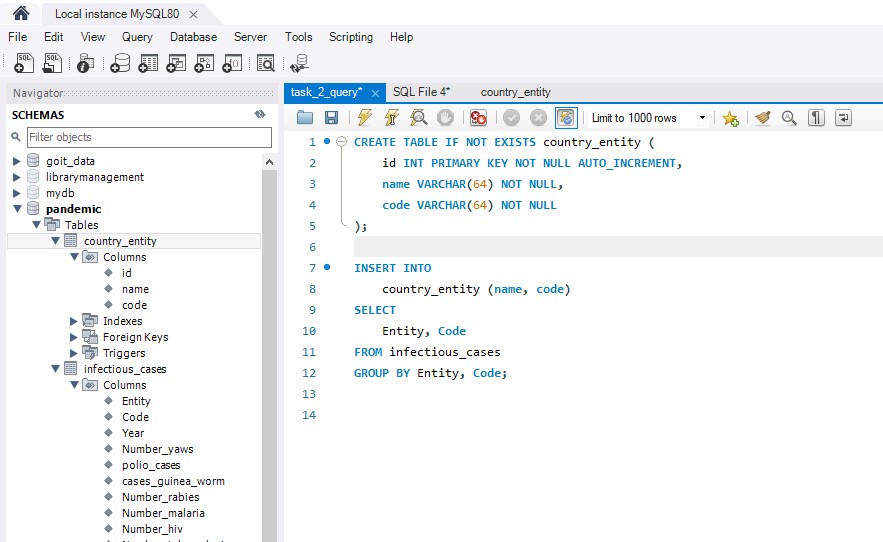 Local instance MySQL80
File Edit View Query Database Server Tools Scripting Help
Navigator
SCHEMAS
Filter objects
goit_data
librarymanagement
mydb
pandemic
Tables
country_entity
Columns
id
name
code
Indexes
Foreign Keys
Triggers
infectious_cases
Columns
Entity
Code
Year
Number_yaws
polio_cases
cases_guinea_worm
Number_rabies
Number_malaria
Number_hiv
task_2_query* SQL File 4* country_entity
Limit to 1000 rows
1 CREATE TABLE IF NOT EXISTS country_entity (
2 id INT PRIMARY KEY NOT NULL AUTO_INCREMENT,
3 name VARCHAR(64) NOT NULL,
4 code VARCHAR(64) NOT NULL
5 );
6
7 INSERT INTO
8 country_entity (name, code)
9 SELECT
10 Entity, Code
11 FROM infectious_cases
12 GROUP BY Entity, Code;
13
14